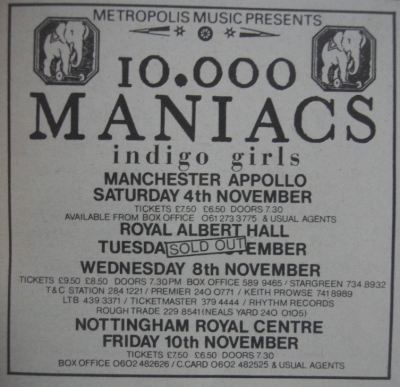 METROPOLIS MUSIC PRESENTS
10.000
MANIACS
indigo girls
MANCHESTER APPOLLO
SATURDAY 4th NOVEMBER
TICKETS £7.50 £6.50 DOORS 7.30
AVAILABLE FROM BOX OFFICE 061 273 3775 & USUAL AGENTS
ROYAL ALBERT HALL
TUESDA SOLD OUT EMBER
WEDNESDAY 8th NOVEMBER
TICKETS £9.50 £8.50 DOORS 7.30PM BOX OFFICE 589 9465 / STARGREEN 734 8932
T&C STATION 284 1221 / PREMIER 240 0771 / KEITH PROWSE 741 8989
LTB 439 3371 / TICKETMASTER 379 4444 / RHYTHM RECORDS
ROUGH TRADE 229 8541 (NEALS YARD 240 0105)
NOTTINGHAM ROYAL CENTRE
FRIDAY 10th NOVEMBER
TICKETS £7.50 £6.50 DOORS 7.30
BOX OFFICE 0602 482626 / C.CARD 0602 482525 & USUAL AGENTS